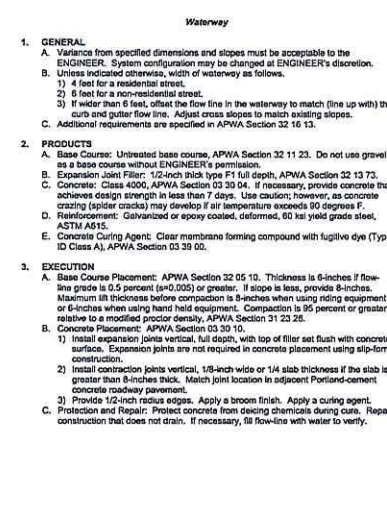 Waterway
1. GENERAL
A. Variance from specified dimensions and slopes must be acceptable to the
ENGINEER. System configuration may be changed at ENGINEER's discretion.
B. Unless indicated otherwise, width of waterway as follows.
1) 4 feet for a residential street.
2) 6 feet for a non-residential street.
3) If wider than 6 feet, offset the flow line in the waterway to match (line up with) th
curb and gutter flow line. Adjust cross slopes to match existing slopes.
C. Additional requirements are specified in APWA Section 32 16 13.
2. PRODUCTS
A. Base Course: Untreated base course, APWA Section 32 11 23. Do not use gravel
as a base course without ENGINEER's permission.
B. Expansion Joint Filler: 1/2-inch thick type F1 full depth, APWA Section 32 13 73.
C. Concrete: Class 4000, APWA Section 03 30 04. If necessary, provide concrete tha
achieves design strength in less than 7 days. Use caution; however, as concrete
crazing (spider cracks) may develop if air temperature exceeds 90 degrees F.
D. Reinforcement: Galvanized or epoxy coated, deformed, 60 ksi yield grade steel,
ASTM A615.
E. Concrete Curing Agent: Clear membrane forming compound with fugitive dye (Typ
ID Class A), APWA Section 03 39 00.
3. EXECUTION
A. Base Course Placement: APWA Section 32 05 10. Thickness is 6-inches if flow-
line grade is 0.5 percent (s=0.005) or greater. If slope is less, provide 8-inches.
Maximum lift thickness before compaction is 8-inches when using riding equipment
or 6-inches when using hand held equipment. Compaction is 95 percent or greater
relative to a modified proctor density, APWA Section 31 23 26.
B. Concrete Placement: APWA Section 03 30 10.
1) Install expansion joints vertical, full depth, with top of filler set flush with concrete
surface. Expansion joints are not required in concrete placement using slip-form
construction.
2) Install contraction joints vertical, 1/8-inch wide or 1/4 slab thickness if the slab is
greater than 8-inches thick. Match joint location in adjacent Portland-cement
concrete roadway pavement.
3) Provide 1/2-inch radius edges. Apply a broom finish. Apply a curing agent.
C. Protection and Repair: Protect concrete from deicing chemicals during cure. Repa
construction that does not drain. If necessary, fill flow-line with water to verify.